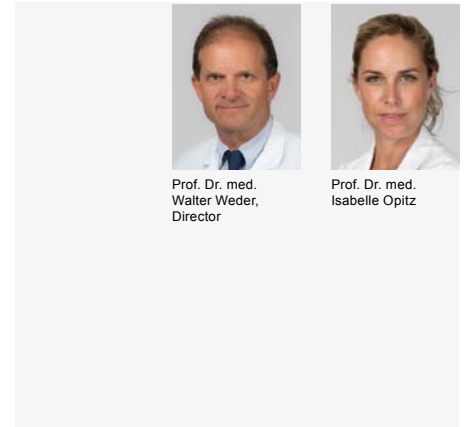 Prof. Dr. med.
Walter Weder,
Director
Prof. Dr. med.
Isabelle Opitz